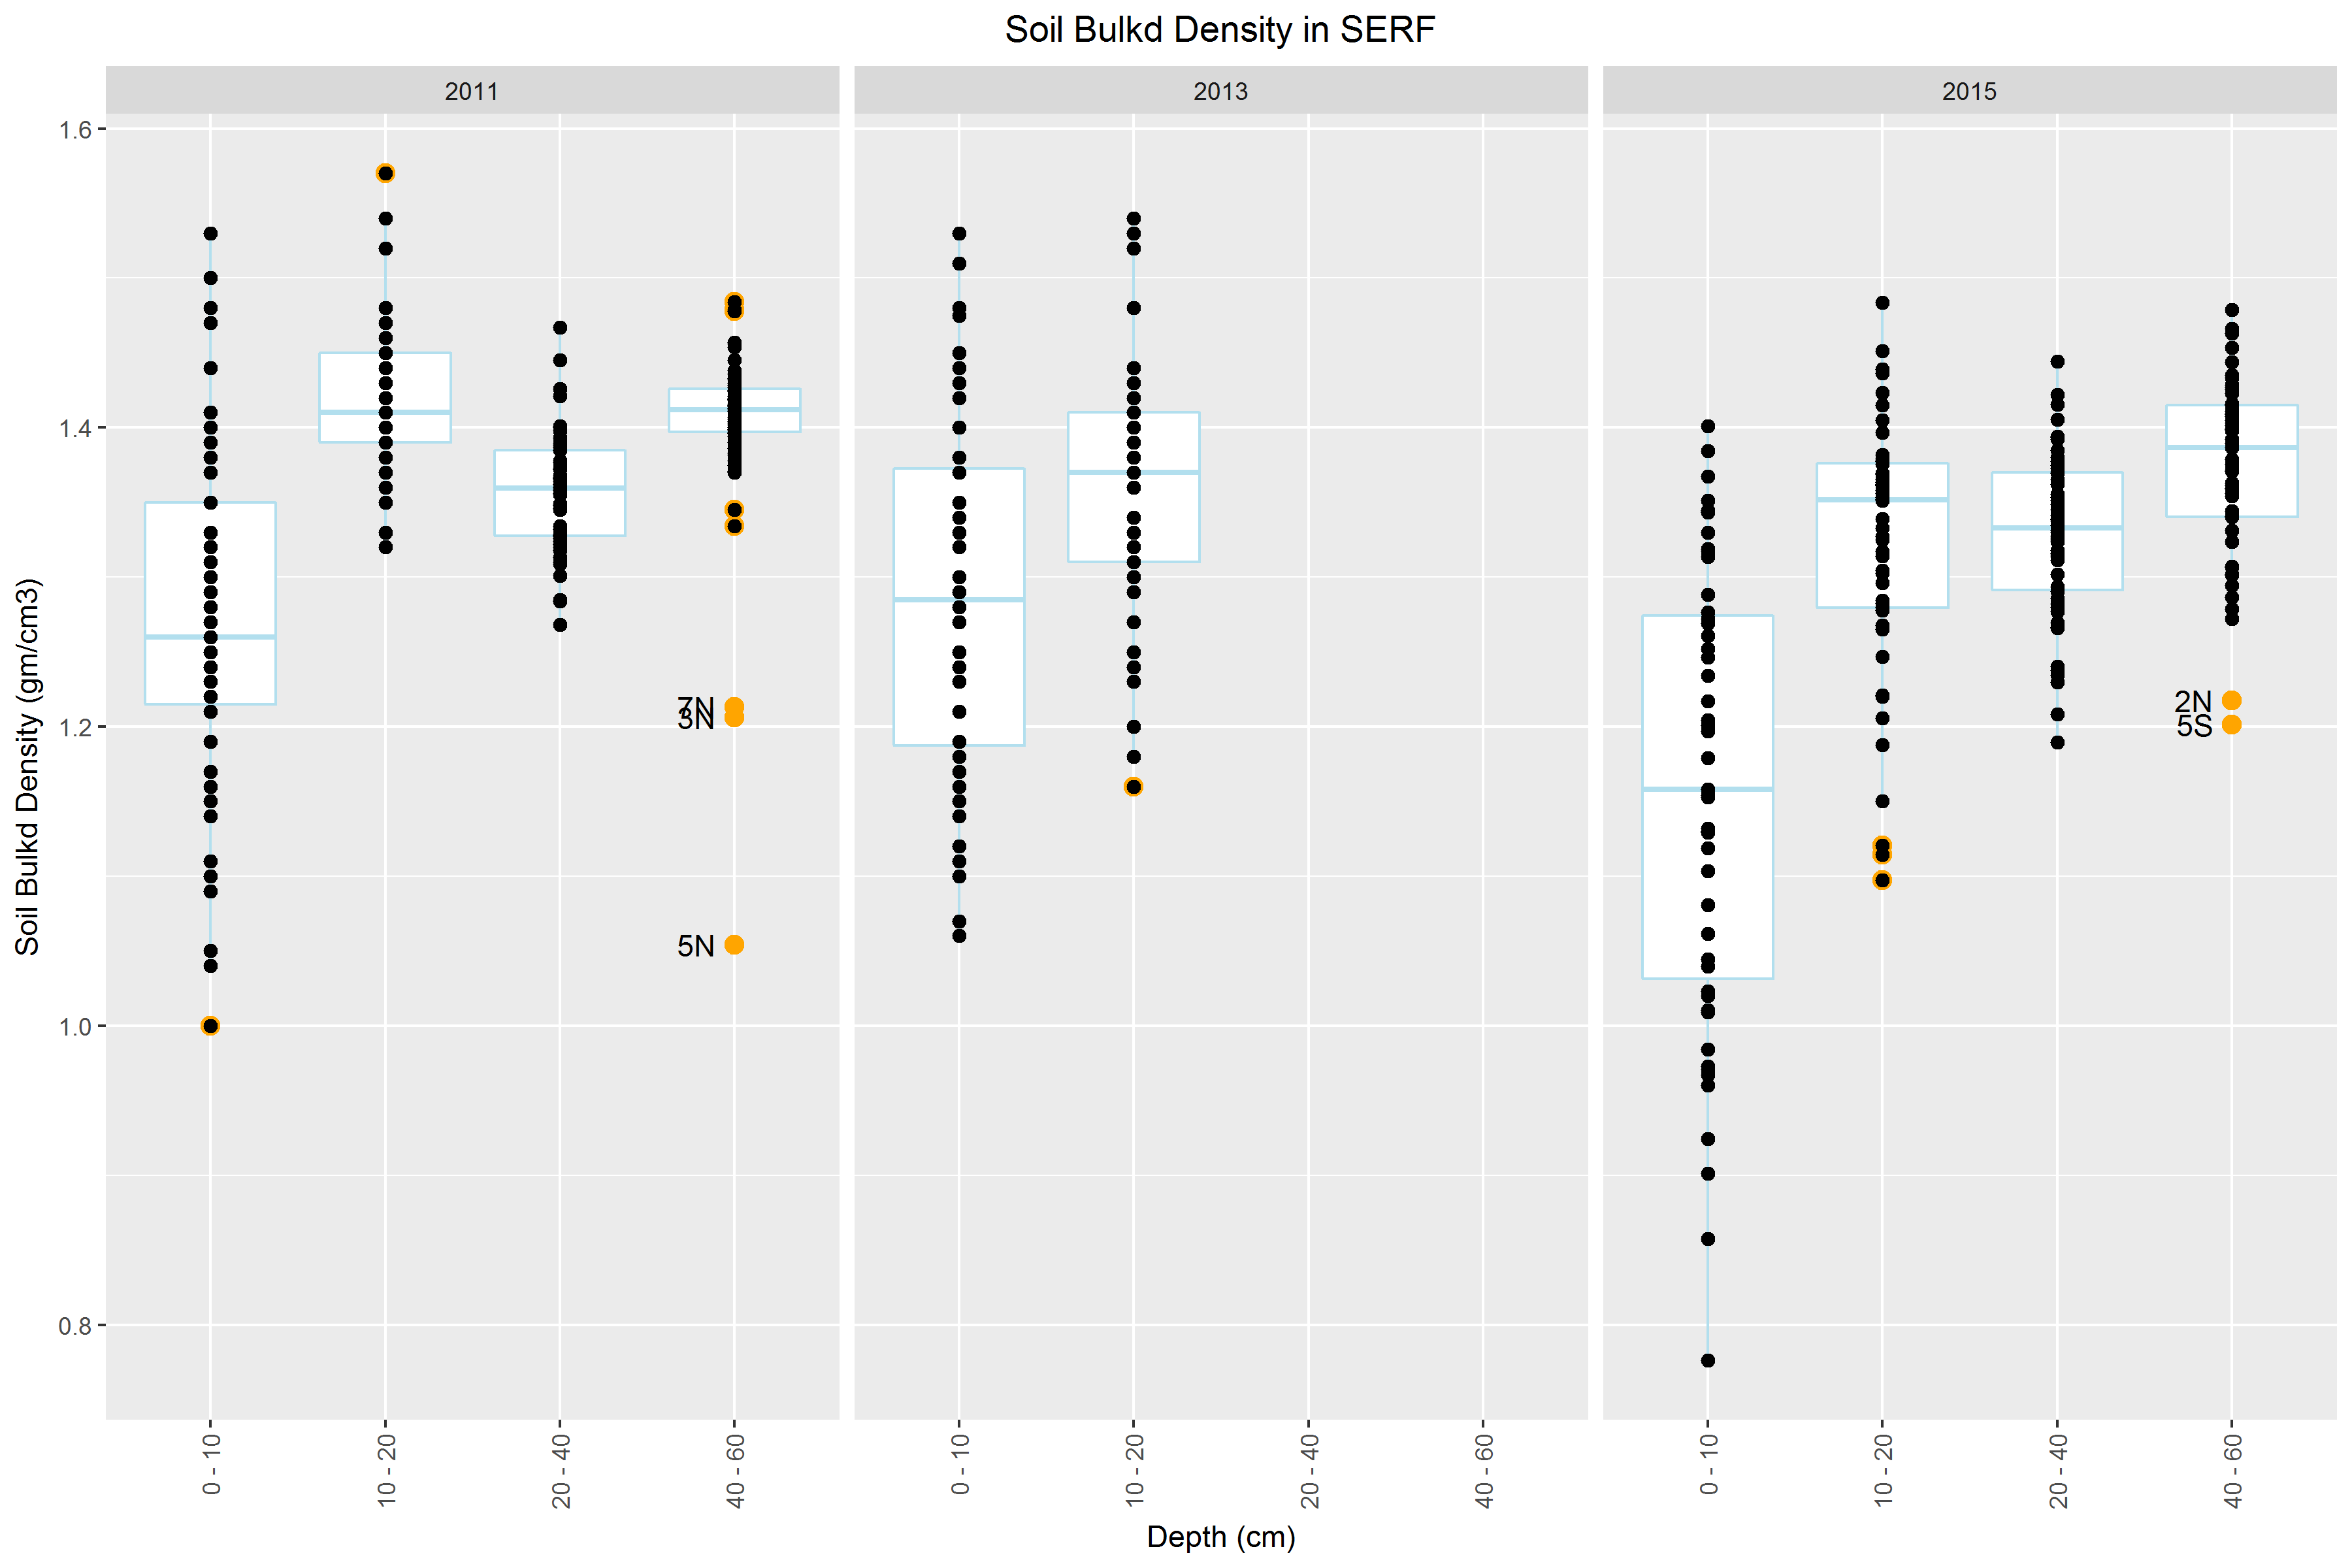 Soil Bulkd Density in SERF
2011
2013
2015
Soil Bulkd Density (gm/cm3)
1.6
1.4
1.2
1.0
0.8
7N
3N
5N
2N
5S
0 - 10
10 - 20
20 - 40
40 - 60
0 - 10
10 - 20
20 - 40
40 - 60
0 - 10
10 - 20
20 - 40
40 - 60
Depth (cm)